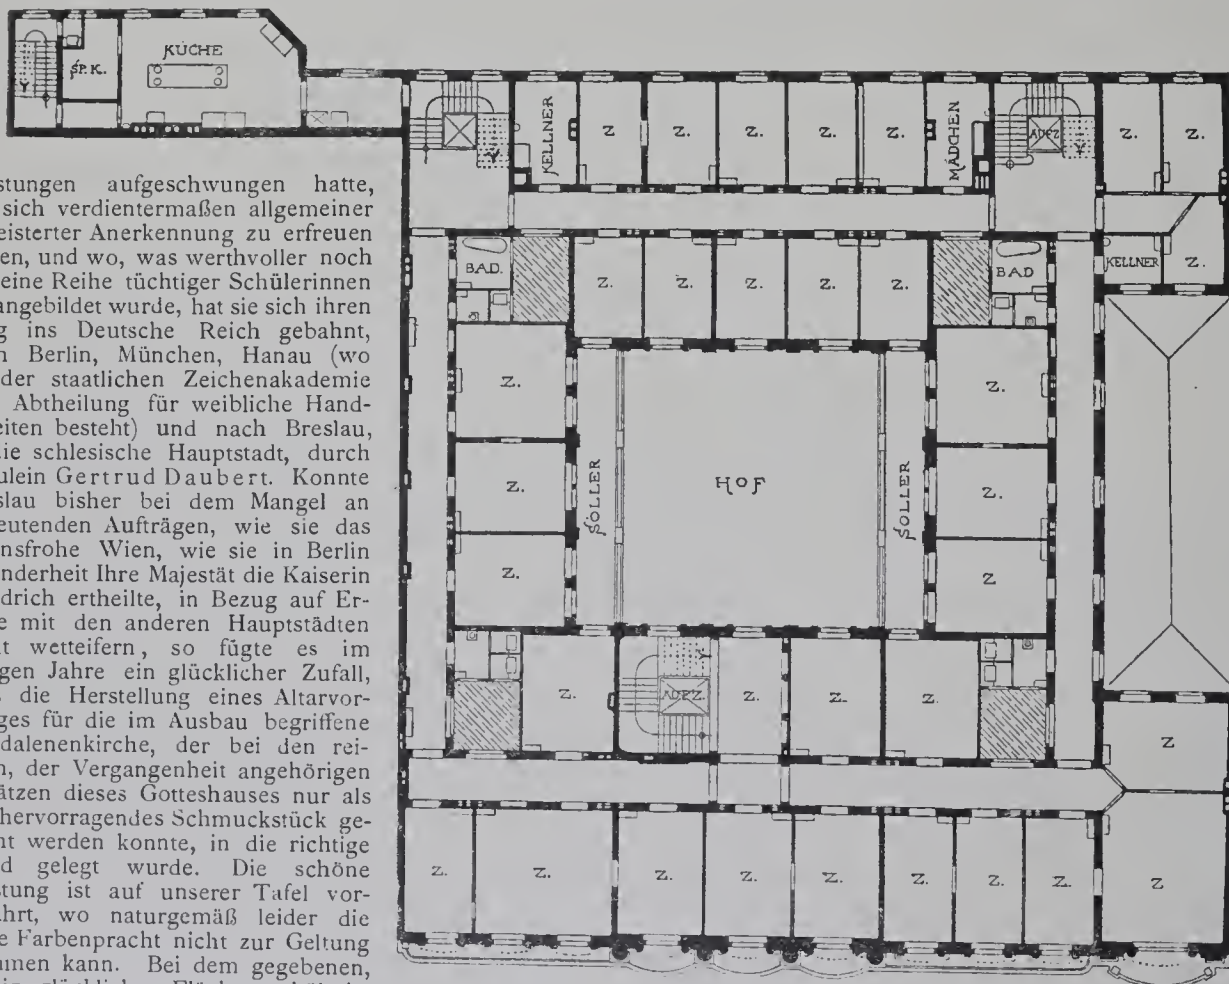 KÜCHE
SP. K.
KELLNER
Z.
Z.
Z.
Z.
Z.
MÄDCHEN
AUFZ.
Z.
Z.
BAD.
Z.
Z.
Z.
Z.
Z.
BAD
KELLNER
Z.
Z.
Z.
Z.
SÖLLER
HOF
SÖLLER
Z.
Z.
Z
Z.
AUFZ.
Z.
Z.
Z.
Z
Z.
Z.
Z.
Z.
Z.
Z.
Z.
Z.
Z
stungen aufgeschwungen hatte,
sich verdientermaßen allgemeiner
eisterter Anerkennung zu erfreuen
en, und wo, was werthvoller noch
eine Reihe tüchtiger Schülerinnen
angebildet wurde, hat sie sich ihren
g ins Deutsche Reich gebahnt,
n Berlin, München, Hanau (wo
der staatlichen Zeichenakademie
Abtheilung für weibliche Hand-
eiten besteht) und nach Breslau,
ie schlesische Hauptstadt, durch
ulein Gertrud Daubert. Konnte
slau bisher bei dem Mangel an
eutenden Aufträgen, wie sie das
nsfrohe Wien, wie sie in Berlin
nderheit Ihre Majestät die Kaiserin
drich ertheilte, in Bezug auf Er-
e mit den anderen Hauptstädten
t wetteifern, so fügte es im
gen Jahre ein glücklicher Zufall,
die Herstellung eines Altarvor-
ges für die im Ausbau begriffene
dalenenkirche, der bei den rei-
n, der Vergangenheit angehörigen
ätzen dieses Gotteshauses nur als
hervorragendes Schmuckstück ge-
ht werden konnte, in die richtige
d gelegt wurde. Die schöne
stung ist auf unserer Tafel vor-
ührt, wo naturgemäß leider die
e Farbenpracht nicht zur Geltung
mmen kann. Bei dem gegebenen,